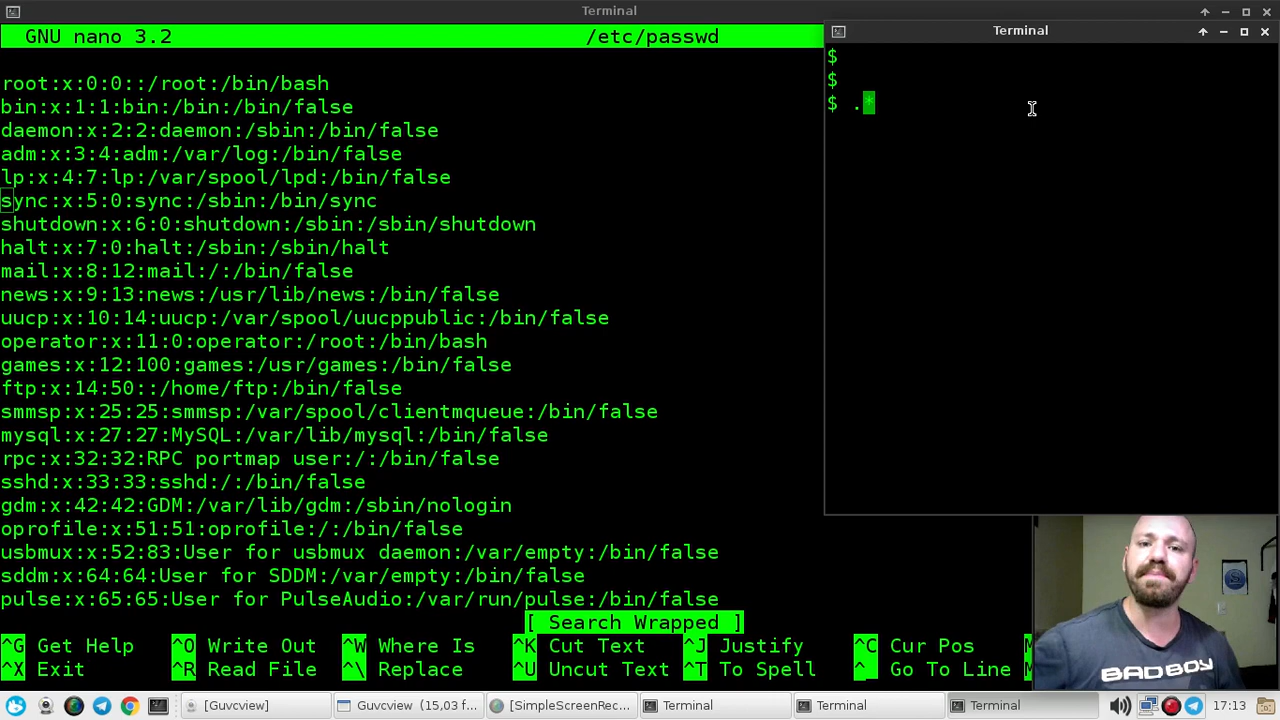 Terminal
GNU nano 3.2 /etc/passwd
root:x:0:0::/root:/bin/bash
bin:x:1:1:bin:/bin:/bin/false
daemon:x:2:2:daemon:/sbin:/bin/false
adm:x:3:4:adm:/var/log:/bin/false
lp:x:4:7:lp:/var/spool/lpd:/bin/false
sync:x:5:0:sync:/sbin:/bin/sync
shutdown:x:6:0:shutdown:/sbin:/sbin/shutdown
halt:x:7:0:halt:/sbin:/sbin/halt
mail:x:8:12:mail:/:/bin/false
news:x:9:13:news:/usr/lib/news:/bin/false
uucp:x:10:14:uucp:/var/spool/uucppublic:/bin/false
operator:x:11:0:operator:/root:/bin/bash
games:x:12:100:games:/usr/games:/bin/false
ftp:x:14:50::/home/ftp:/bin/false
smmsp:x:25:25:smmsp:/var/spool/clientmqueue:/bin/false
mysql:x:27:27:MySQL:/var/lib/mysql:/bin/false
rpc:x:32:32:RPC portmap user:/:/bin/false
sshd:x:33:33:sshd:/:/bin/false
gdm:x:42:42:GDM:/var/lib/gdm:/sbin/nologin
oprofile:x:51:51:oprofile:/:/bin/false
usbmux:x:52:83:User for usbmux daemon:/var/empty:/bin/false
sddm:x:64:64:User for SDDM:/var/empty:/bin/false
pulse:x:65:65:User for PulseAudio:/var/run/pulse:/bin/false
[ Search Wrapped ]
^G Get Help ^O Write Out ^W Where Is ^K Cut Text ^J Justify ^C Cur Pos M
^X Exit ^R Read File ^\ Replace ^U Uncut Text ^T To Spell ^_ Go To Line M
Terminal
$
$
$ .*
BAD BOY
[Guvcview] Guvcview (15,0... [SimpleScreenRec... Terminal Terminal Terminal 17:13